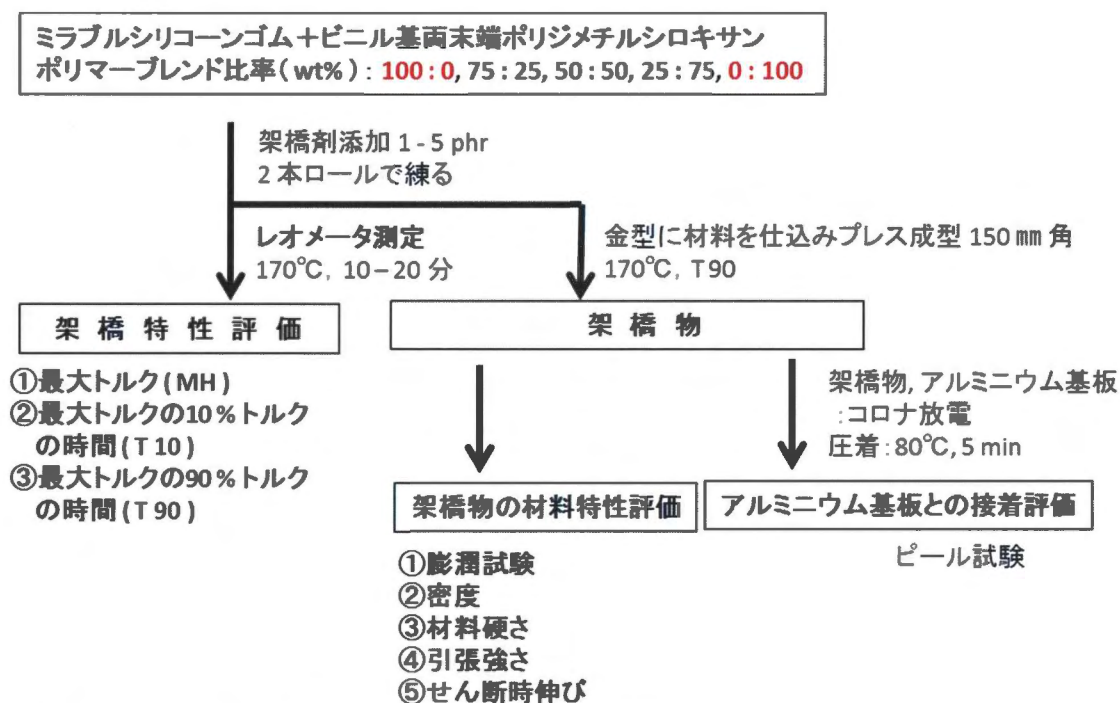 ミラブルシリコーンゴム＋ビニル基両末端ポリジメチルシロキサン
ポリマーブレンド比率(wt%)：100:0, 75:25, 50:50, 25:75, 0:100
架橋剤添加 1-5 phr
2本ロールで練る
レオメータ測定
170℃, 10–20 分
金型に材料を仕込みプレス成型 150 ㎜ 角
170℃, T90
架橋特性評価
架橋物
①最大トルク(MH)
②最大トルクの10%トルク
の時間(T10)
③最大トルクの90%トルク
の時間(T90)
架橋物,アルミニウム基板
:コロナ放電
圧着:80℃, 5 min
架橋物の材料特性評価
アルミニウム基板との接着評価
①膨潤試験
②密度
③材料硬さ
④引張強さ
⑤せん断時伸び
ピール試験